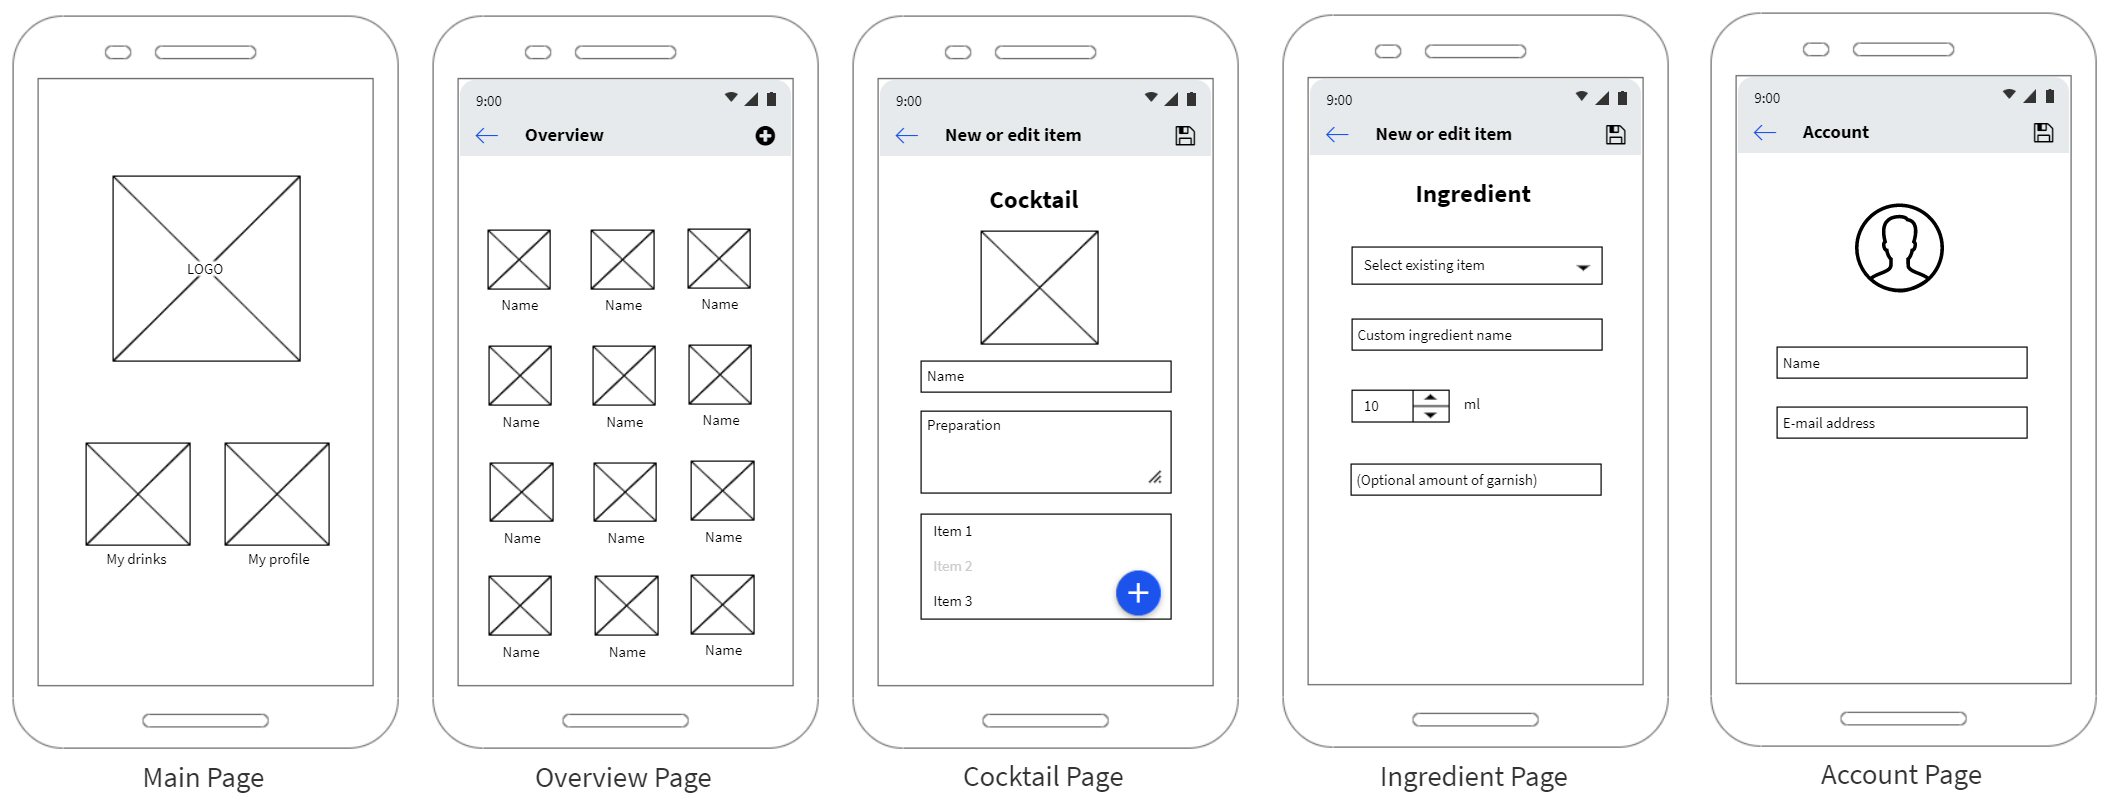 LOGO
My drinks
My profile
Main Page
9:00
Overview
Name
Name
Name
Name
Name
Name
Name
Name
Name
Name
Name
Name
Overview Page
9:00
New or edit item
Cocktail
Name
Preparation
Item 1
Item 2
Item 3
Cocktail Page
9:00
New or edit item
Ingredient
Select existing item
Custom ingredient name
10
ml
(Optional amount of garnish)
Ingredient Page
9:00
Account
Name
E-mail address
Account Page